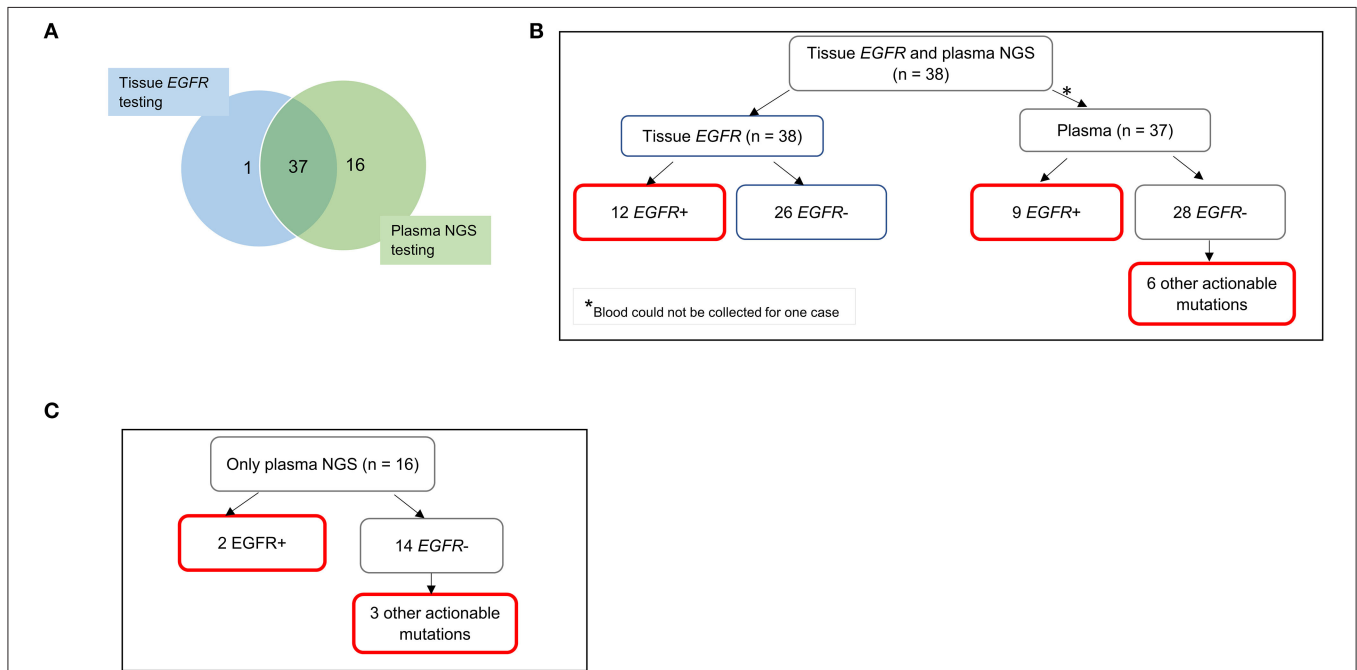 A
Tissue EGFR
testing
1
37
16
Plasma NGS
testing
B
Tissue EGFR and plasma NGS
(n = 38)
*
Tissue EGFR (n = 38)
Plasma (n = 37)
12 EGFR+
26 EGFR-
9 EGFR+
28 EGFR-
6 other actionable
mutations
*Blood could not be collected for one case
C
Only plasma NGS (n = 16)
2 EGFR+
14 EGFR-
3 other actionable
mutations